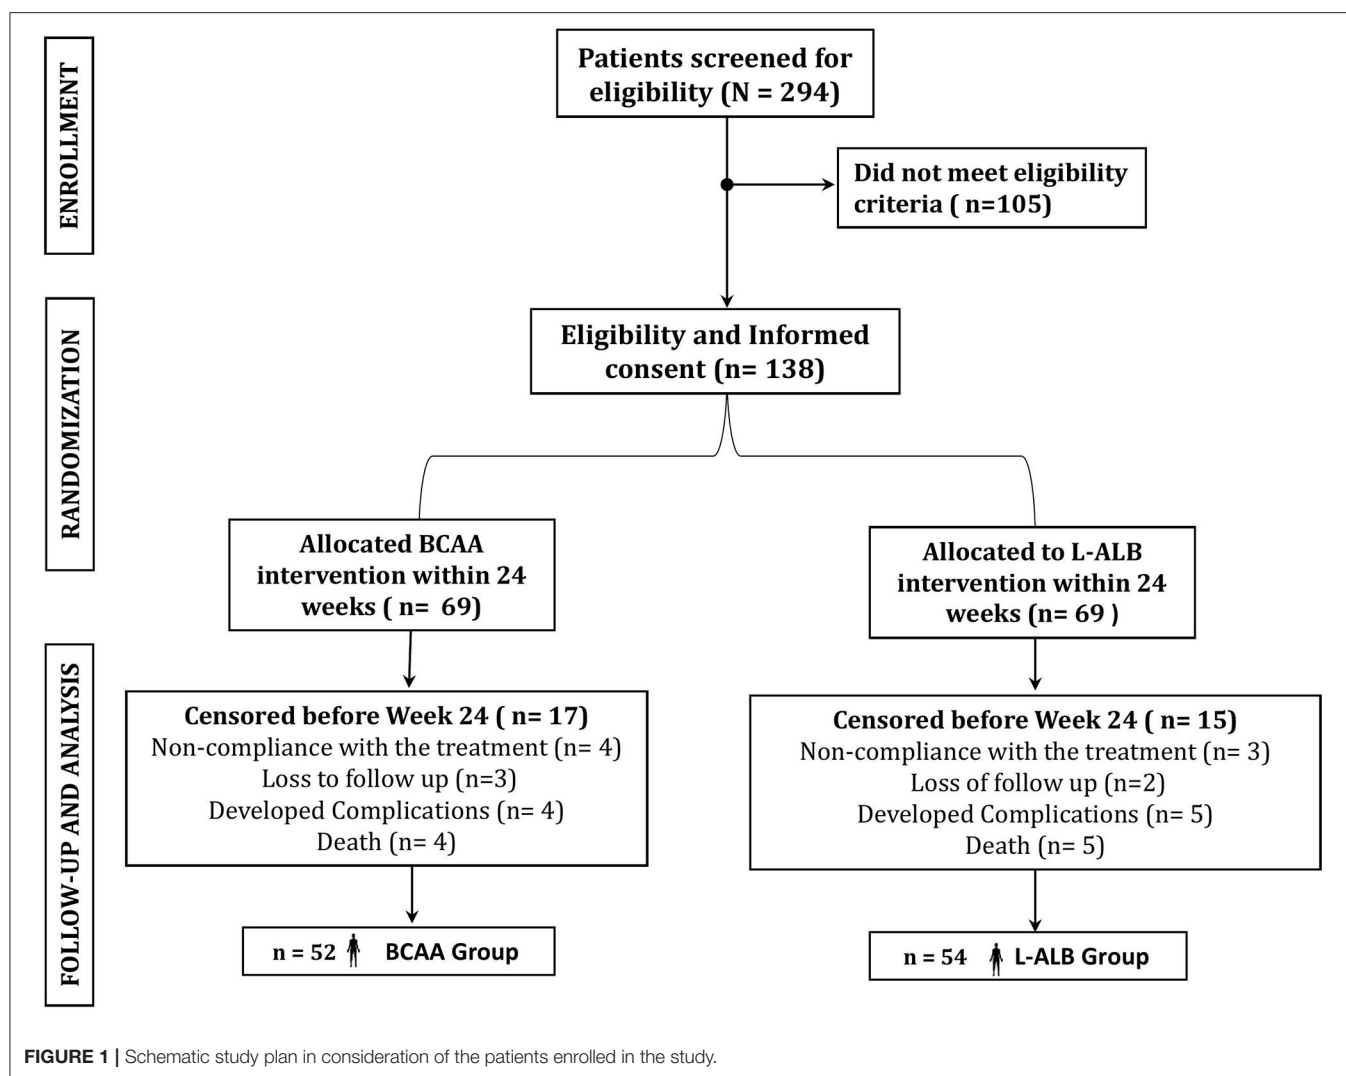 ENROLLMENT
Patients screened for
eligibility (N = 294)
Did not meet eligibility
criteria ( n=105)
RANDOMIZATION
Eligibility and Informed
consent (n= 138)
Allocated BCAA
intervention within 24
weeks ( n=  69)
Allocated to L-ALB
intervention within 24
weeks (n= 69 )
FOLLOW-UP AND ANALYSIS
Censored before Week 24 ( n= 17)
Non-compliance with the treatment (n= 4)
Loss to follow up (n=3)
Developed Complications (n= 4)
Death (n= 4)
Censored before Week 24 ( n= 15)
Non-compliance with the treatment (n= 3)
Loss of follow up (n=2)
Developed Complications (n= 5)
Death (n= 5)
n = 52 BCAA Group
n = 54 L-ALB Group
FIGURE 1 | Schematic study plan in consideration of the patients enrolled in the study.